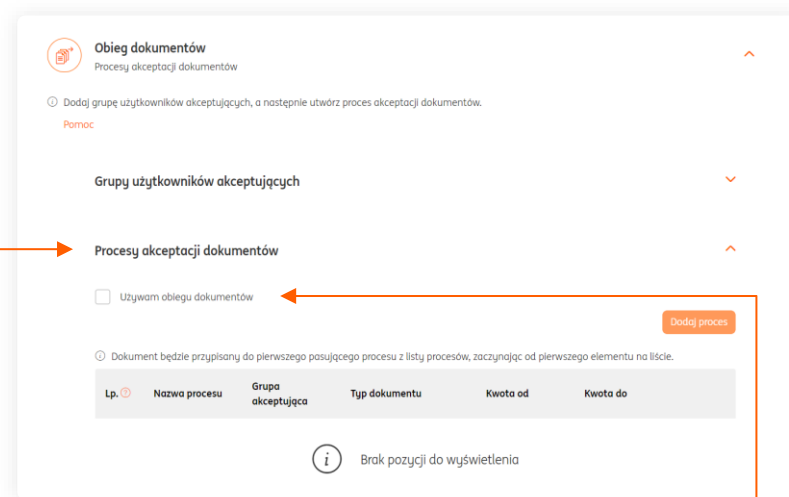 Obieg dokumentów
Procesy akceptacji dokumentów
Dodaj grupę użytkowników akceptujących, a następnie utwórz proces akceptacji dokumentów.
Pomoc
Grupy użytkowników akceptujących
Procesy akceptacji dokumentów
Używam obiegu dokumentów
Dodaj proces
Dokument będzie przypisany do pierwszego pasującego procesu z listy procesów, zaczynając od pierwszego elementu na liście.
Lp. Nazwa procesu Grupa akceptująca Typ dokumentu Kwota od Kwota do
Brak pozycji do wyświetlenia